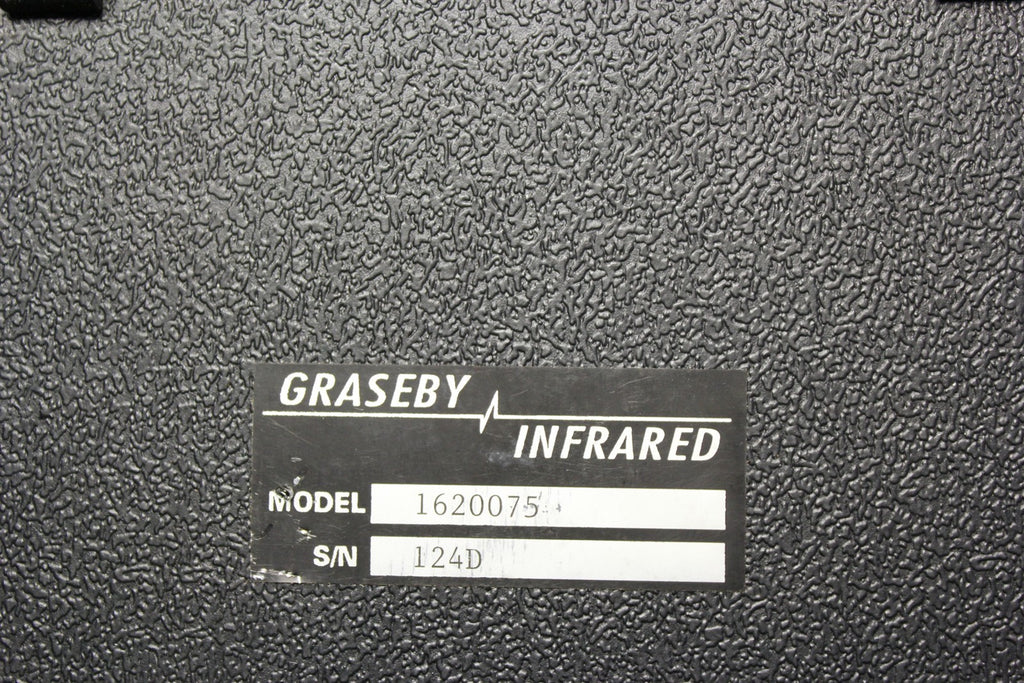 GRASEBY
INFRARED
MODEL 1620075
S/N 124D